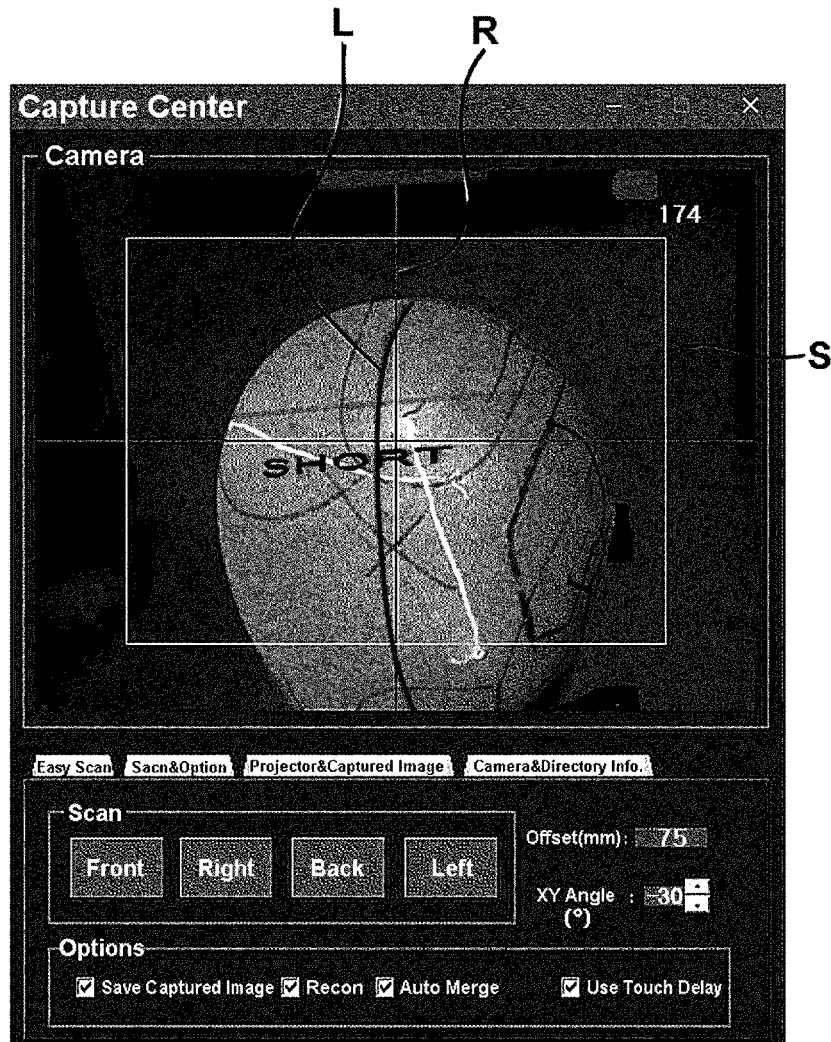 L R
Capture Center
Camera
174
S
SHORT
Easy Scan Sacn&Option Projector&Captured Image Camera&Directory Info.
Scan
Front Right Back Left
Offset(mm): 75
XY Angle : -30
(°)
Options
Save Captured Image Recon Auto Merge Use Touch Delay